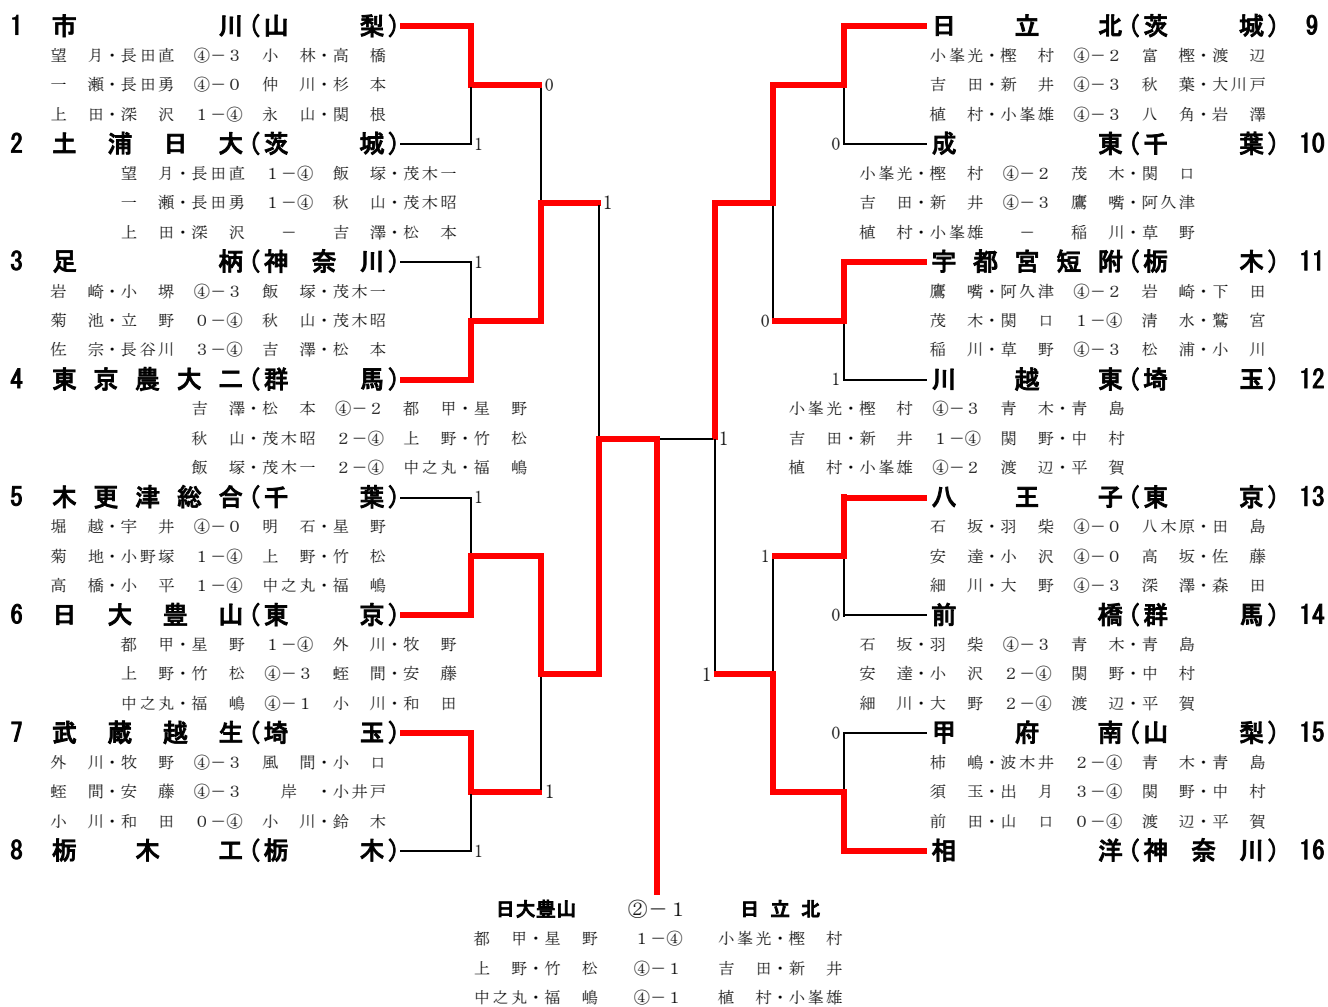 1 市川(山梨)
望月・長田直 ④－3 小林・高橋
一瀬・長田勇 ④－0 仲川・杉本
上田・深沢 1－④ 永山・関根
0
2 土浦日大(茨城)
1
望月・長田直 1－④ 飯塚・茂木一
一瀬・長田勇 1－④ 秋山・茂木昭
上田・深沢 － 吉澤・松本
1
3 足柄(神奈川)
1
岩崎・小堺 ④－3 飯塚・茂木一
菊池・立野 0－④ 秋山・茂木昭
佐宗・長谷川 3－④ 吉澤・松本
4 東京農大二(群馬)
吉澤・松本 ④－2 都甲・星野
秋山・茂木昭 2－④ 上野・竹松
飯塚・茂木一 2－④ 中之丸・福嶋
5 木更津総合(千葉)
1
堀越・宇井 ④－0 明石・星野
菊地・小野塚 1－④ 上野・竹松
高橋・小平 1－④ 中之丸・福嶋
6 日大豊山(東京)
都甲・星野 1－④ 外川・牧野
上野・竹松 ④－3 蛭間・安藤
中之丸・福嶋 ④－1 小川・和田
7 武蔵越生(埼玉)
外川・牧野 ④－3 風間・小口
蛭間・安藤 ④－3 岸・小井戸
1
小川・和田 0－④ 小川・鈴木
8 栃木工(栃木)
1
日立北(茨城) 9
小峯光・樫村 ④－2 富樫・渡辺
吉田・新井 ④－3 秋葉・大川戸
植村・小峯雄 ④－3 八角・岩澤
0
成東(千葉) 10
小峯光・樫村 ④－2 茂木・関口
吉田・新井 ④－3 鷹嘴・阿久津
植村・小峯雄 － 稲川・草野
宇都宮短附(栃木) 11
鷹嘴・阿久津 ④－2 岩崎・下田
0
茂木・関口 1－④ 清水・鷲宮
稲川・草野 ④－3 松浦・小川
1
川越東(埼玉) 12
小峯光・樫村 ④－3 青木・青島
1
吉田・新井 1－④ 関野・中村
植村・小峯雄 ④－2 渡辺・平賀
八王子(東京) 13
石坂・羽柴 ④－0 八木原・田島
1
安達・小沢 ④－0 高坂・佐藤
細川・大野 ④－3 深澤・森田
0
前橋(群馬) 14
石坂・羽柴 ④－3 青木・青島
1
安達・小沢 2－④ 関野・中村
細川・大野 2－④ 渡辺・平賀
0
甲府南(山梨) 15
柿嶋・波木井 2－④ 青木・青島
須玉・出月 3－④ 関野・中村
前田・山口 0－④ 渡辺・平賀
相洋(神奈川) 16
日大豊山 ②－1 日立北
都甲・星野 1－④ 小峯光・樫村
上野・竹松 ④－1 吉田・新井
中之丸・福嶋 ④－1 植村・小峯雄